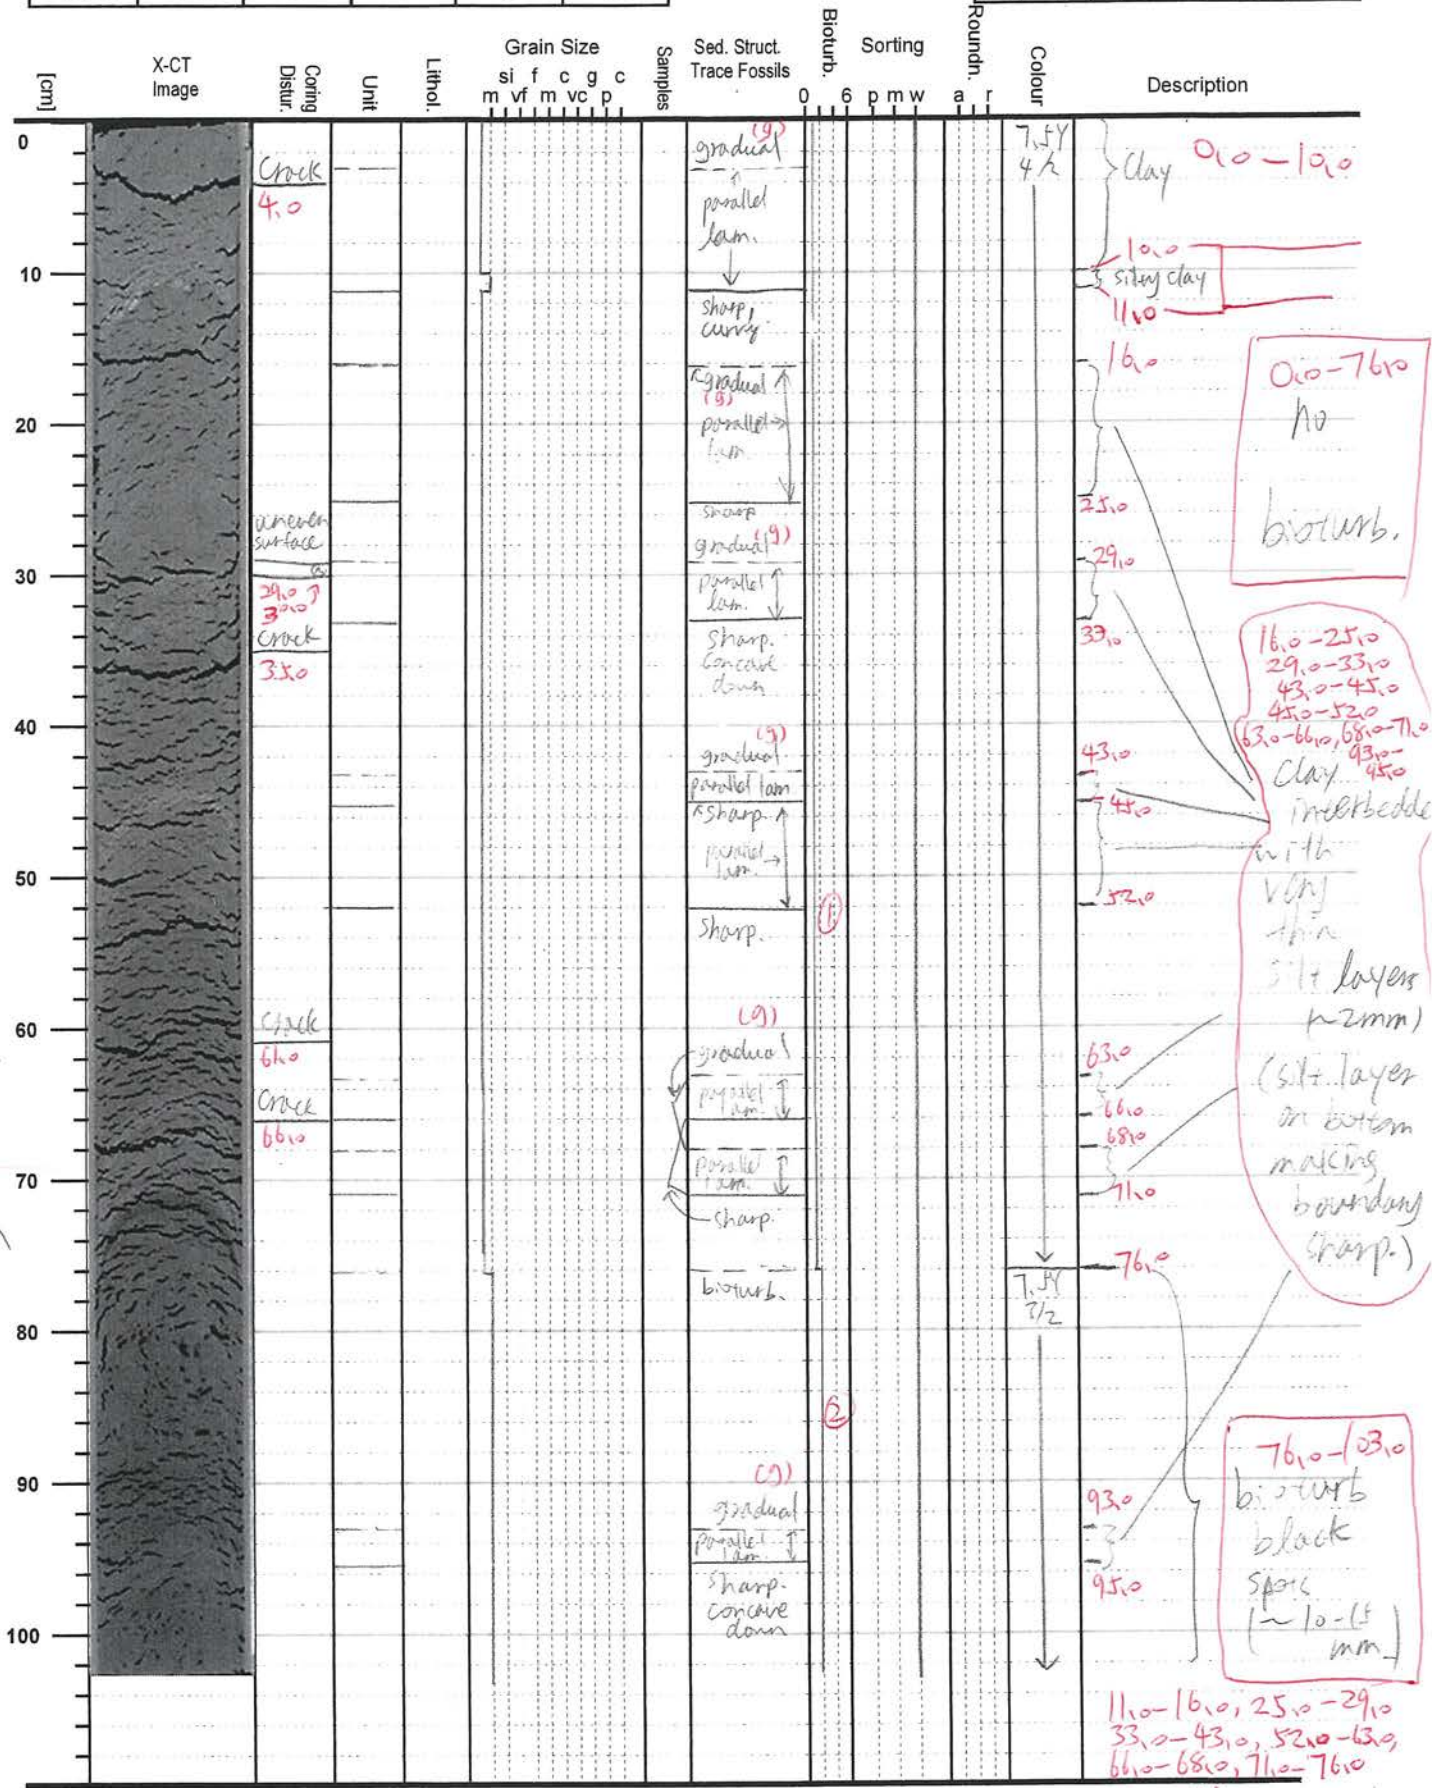 [cm]
X-CT
Image
Coring
Distur.
Unit
Lithol.
Grain Size
si f c g c
m vf m vc p
Samples
Sed. Struct.
Trace Fossils
Bioturb.
0 6
Sorting
p m w
Roundn.
a r
Colour
Description
0
10
20
30
40
50
60
70
80
90
100
Crack
4.0
uneven
surface
29.0
30.0
Crack
35.0
Crack
61.0
Crack
66.0
(g)
gradual
parallel
lam.
sharp,
curvy
gradual
(g)
parallel
lam.
sharp
gradual (g)
parallel
lam.
sharp.
concave
down
(g)
gradual
parallel lam
sharp.
parallel
lam.
sharp.
(g)
gradual
parallel
lam.
parallel
lam.
sharp.
bioturb.
(g)
gradual
parallel
lam.
sharp.
concave
down
1
2
7.5Y
4/2
7.5Y
3/2
Clay
0.0-10.0
10.0
silty clay
11.0
16.0
25.0
29.0
33.0
43.0
45.0
52.0
63.0
66.0
68.0
71.0
76.0
93.0
95.0
0.0-76.0
no
bioturb.
16.0-25.0
29.0-33.0
43.0-45.0
45.0-52.0
63.0-66.0, 68.0-71.0
93.0-
95.0
Clay
interbedde
with
very
thin
silt layers
(~2mm)
(silt layer
on bottom
making
boundary
sharp.)
76.0-103.0
bioturb
black
(~10-15
mm)
11.0-16.0, 25.0-29.0
33.0-43.0, 52.0-63.0,
66.0-68.0, 71.0-76.0